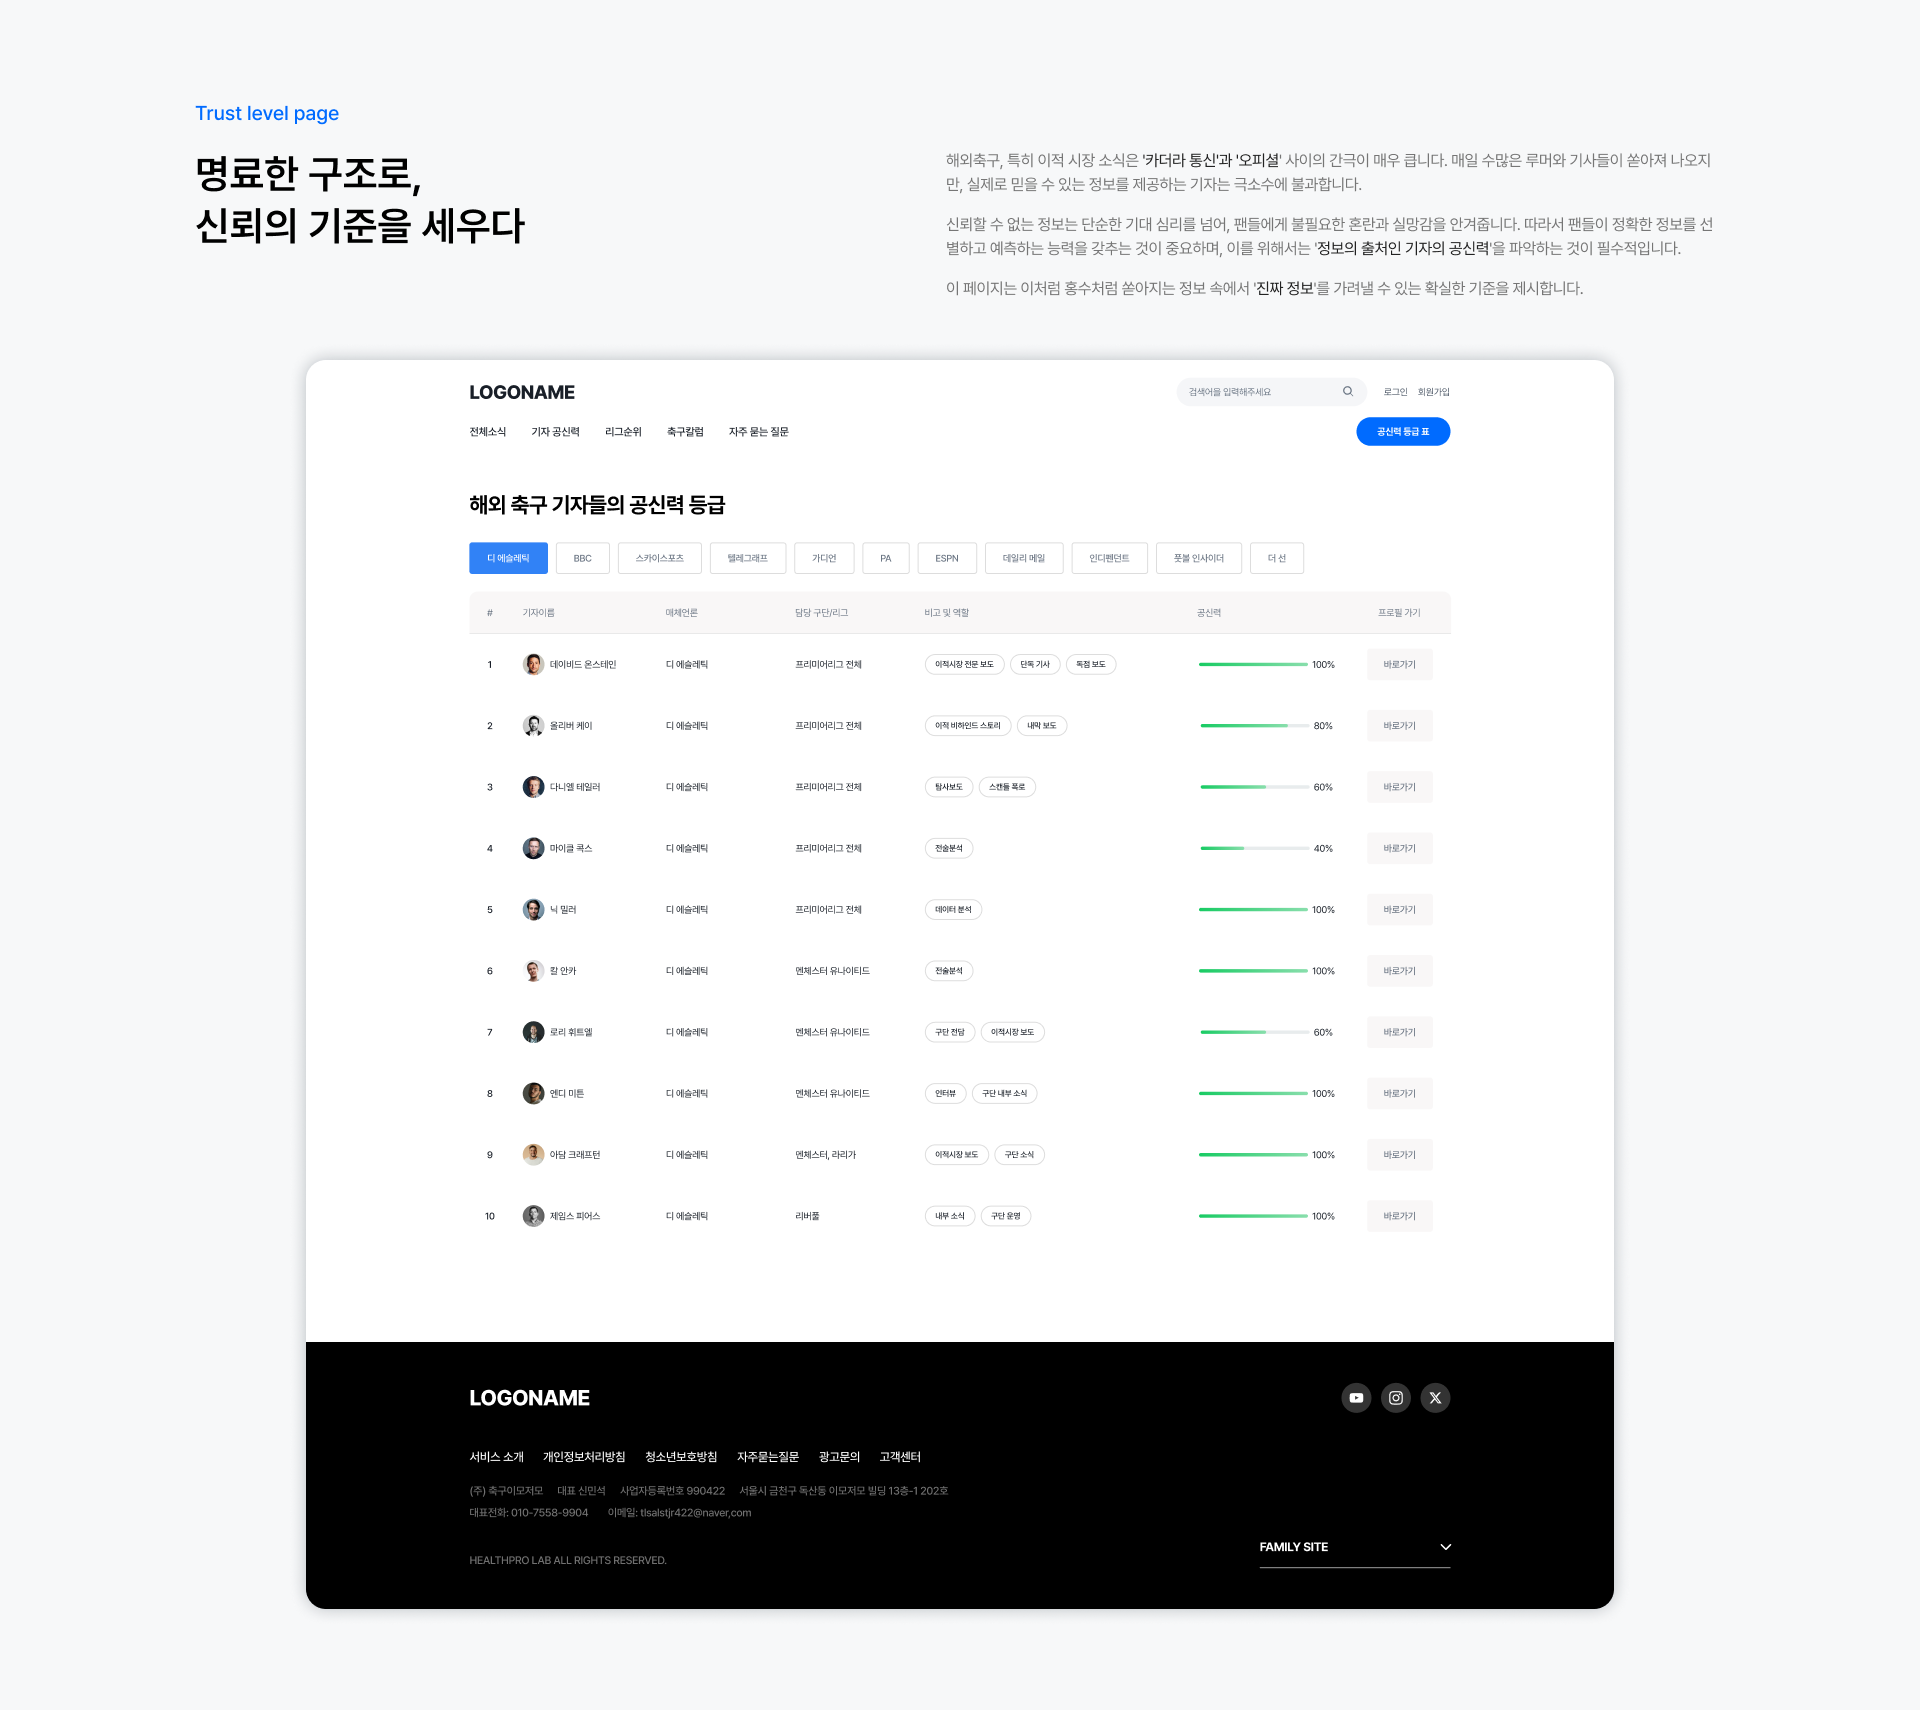 Trust level page
명료한 구조로,
신뢰의 기준을 세우다
해외축구, 특히 이적 시장 소식은 '카더라 통신'과 '오피셜' 사이의 간극이 매우 큽니다. 매일 수많은 루머와 기사들이 쏟아져 나오지
만, 실제로 믿을 수 있는 정보를 제공하는 기자는 극소수에 불과합니다.
신뢰할 수 없는 정보는 단순한 기대 심리를 넘어, 팬들에게 불필요한 혼란과 실망감을 안겨줍니다. 따라서 팬들이 정확한 정보를 선
별하고 예측하는 능력을 갖추는 것이 중요하며, 이를 위해서는 '정보의 출처인 기자의 공신력'을 파악하는 것이 필수적입니다.
이 페이지는 이처럼 홍수처럼 쏟아지는 정보 속에서 '진짜 정보'를 가려낼 수 있는 확실한 기준을 제시합니다.
LOGONAME 검색어을 입력해주세요 로그인 회원가입
전체소식 기자 공신력 리그순위 축구칼럼 자주 묻는 질문 공신력 등급 표
해외 축구 기자들의 공신력 등급
디 에슬레틱 BBC 스카이스포츠 텔레그래프 가디언 PA ESPN 데일리 메일 인디펜던트 풋볼 인사이더 더 선
# 기자이름 매체언론 담당 구단/리그 비고 및 역할 공신력 프로필 가기
1 데이비드 온스테인 디 에슬레틱 프리미어리그 전체 이적시장 전문 보도 단독 기사 독점 보도 100% 바로가기
2 올리버 케이 디 에슬레틱 프리미어리그 전체 이적 비하인드 스토리 내막 보도 80% 바로가기
3 다니엘 테일러 디 에슬레틱 프리미어리그 전체 탐사보도 스캔들 폭로 60% 바로가기
4 마이클 콕스 디 에슬레틱 프리미어리그 전체 전술분석 40% 바로가기
5 닉 밀러 디 에슬레틱 프리미어리그 전체 데이터 분석 100% 바로가기
6 칼 안카 디 에슬레틱 멘체스터 유나이티드 전술분석 100% 바로가기
7 로리 휘트엘 디 에슬레틱 멘체스터 유나이티드 구단 전담 이적시장 보도 60% 바로가기
8 엔디 미튼 디 에슬레틱 멘체스터 유나이티드 인터뷰 구단 내부 소식 100% 바로가기
9 아담 크래프턴 디 에슬레틱 멘체스터, 라리가 이적시장 보도 구단 소식 100% 바로가기
10 제임스 피어스 디 에슬레틱 리버풀 내부 소식 구단 운영 100% 바로가기
LOGONAME
서비스 소개 개인정보처리방침 청소년보호방침 자주묻는질문 광고문의 고객센터
(주) 축구이모저모 대표 신민석 사업자등록번호 990422 서울시 금천구 독산동 이모저모 빌딩 13층-1 202호
대표전화: 010-7558-9904 이메일: tlsalstjr422@naver,com
FAMILY SITE
HEALTHPRO LAB ALL RIGHTS RESERVED.